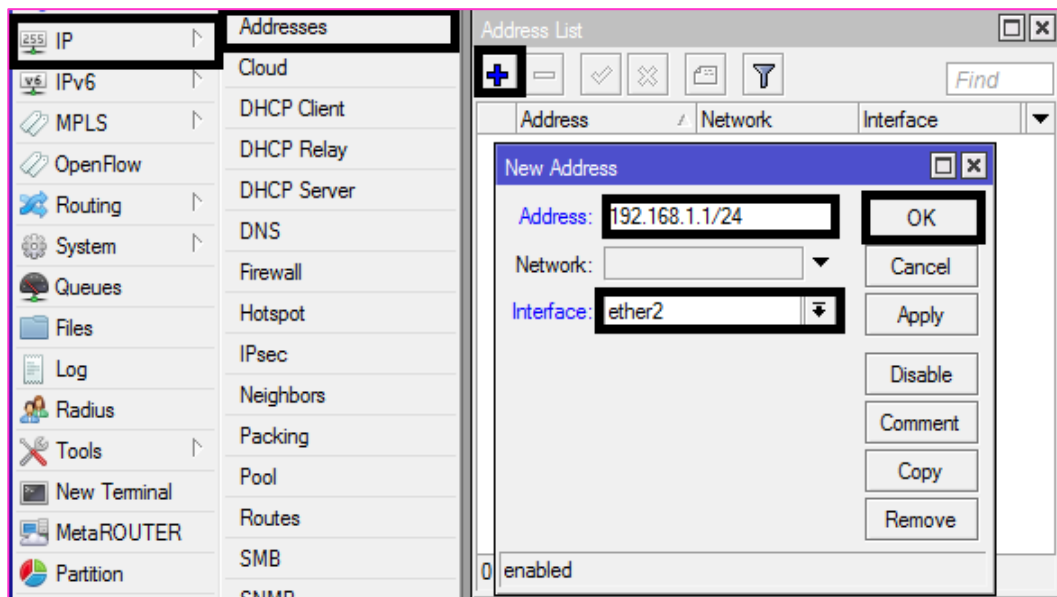 IP
IPv6
MPLS
OpenFlow
Routing
System
Queues
Files
Log
Radius
Tools
New Terminal
MetaROUTER
Partition
Addresses
Cloud
DHCP Client
DHCP Relay
DHCP Server
DNS
Firewall
Hotspot
IPsec
Neighbors
Packing
Pool
Routes
SMB
SNMP
Address List
Find
Address Network Interface
New Address
Address: 192.168.1.1/24
Network:
Interface: ether2
OK
Cancel
Apply
Disable
Comment
Copy
Remove
0
enabled